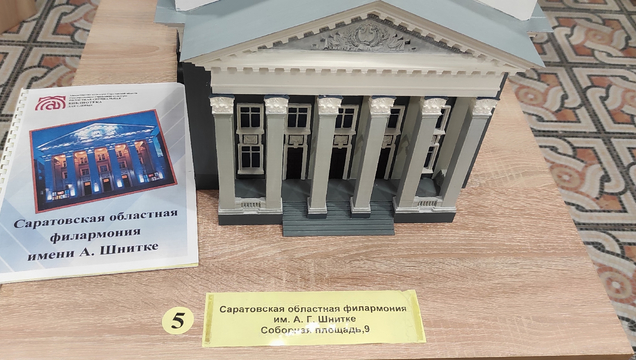 Саратовская областная
филармония
имени А. Шнитке
5
Саратовская областная филармония
им. А. Г. Шнитке
Соборная площадь,9